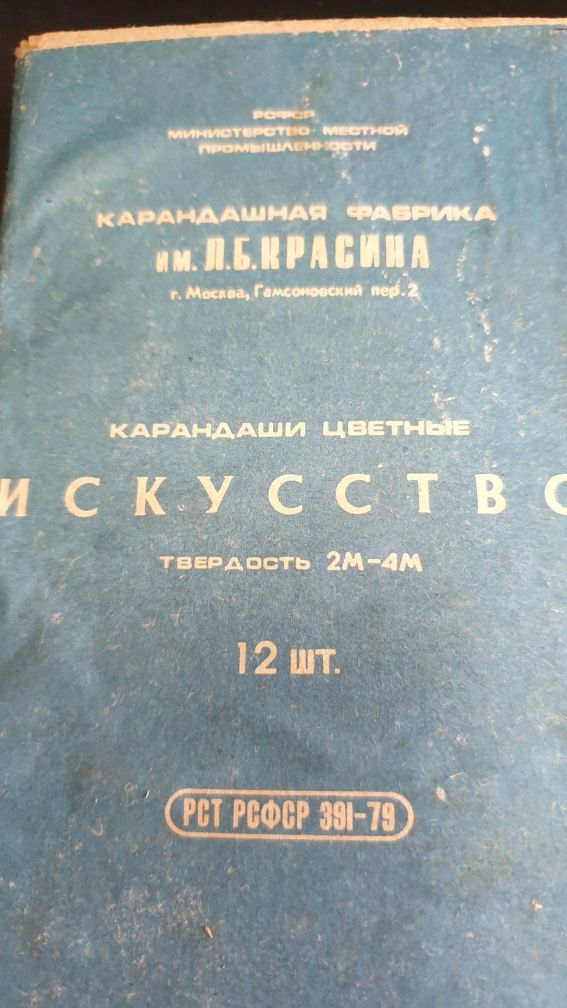 РСФСР
МИНИСТЕРСТВО МЕСТНОЙ
ПРОМЫШЛЕННОСТИ
КАРАНДАШНАЯ ФАБРИКА
ИМ. Л.Б.КРАСИНА
г. Москва, Гамсоновский пер.2
КАРАНДАШИ ЦВЕТНЫЕ
ИСКУССТВО
ТВЕРДОСТЬ 2М-4М
12 ШТ.
РСТ РСФСР 391-79